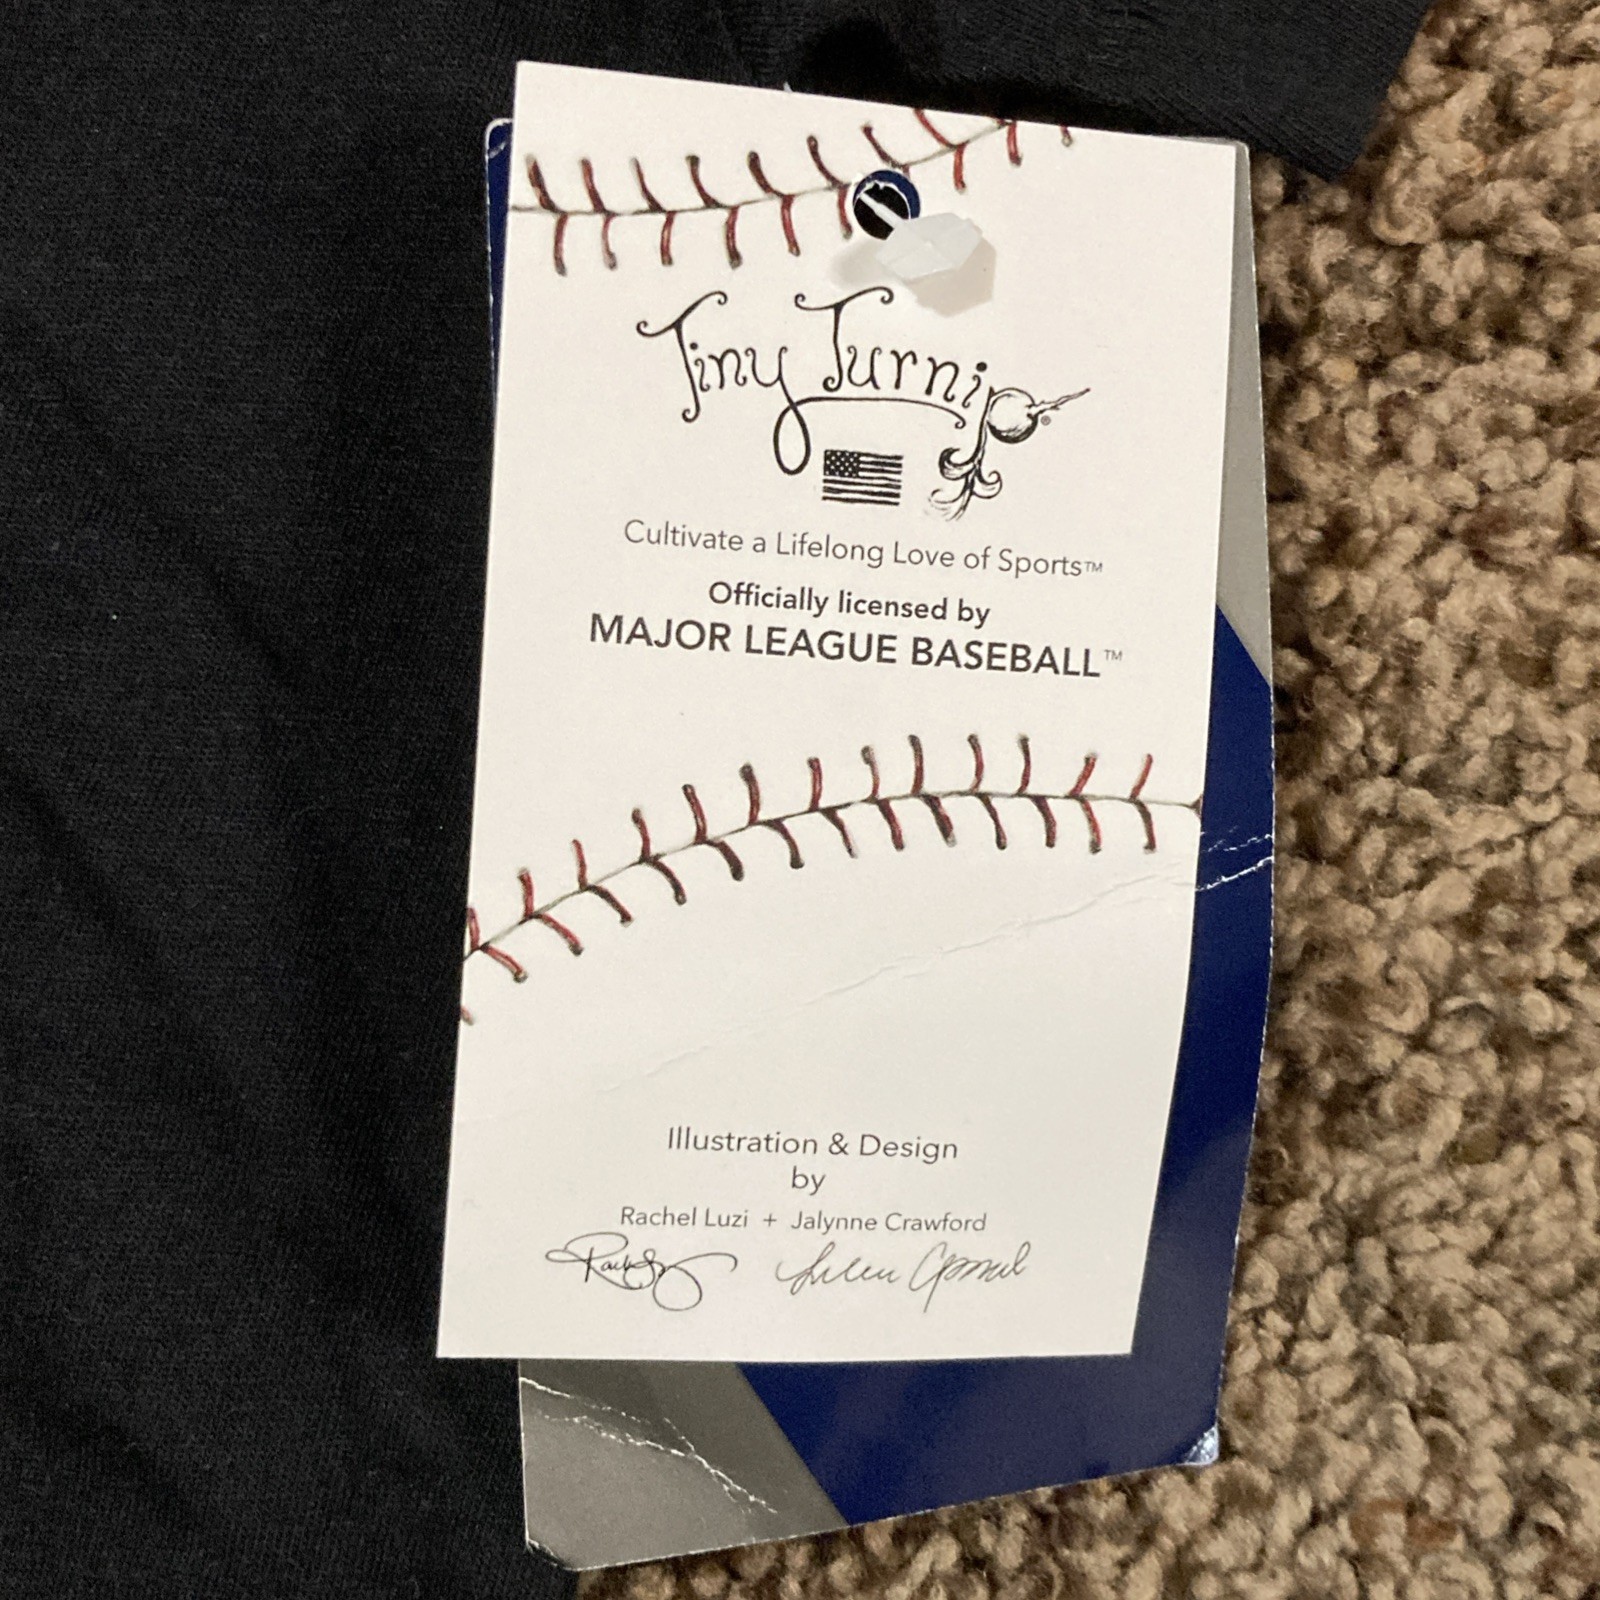 Tiny Turnip®
Cultivate a Lifelong Love of Sports™
Officially licensed by
MAJOR LEAGUE BASEBALL™
Illustration & Design
by
Rachel Luzi + Jalynne Crawford